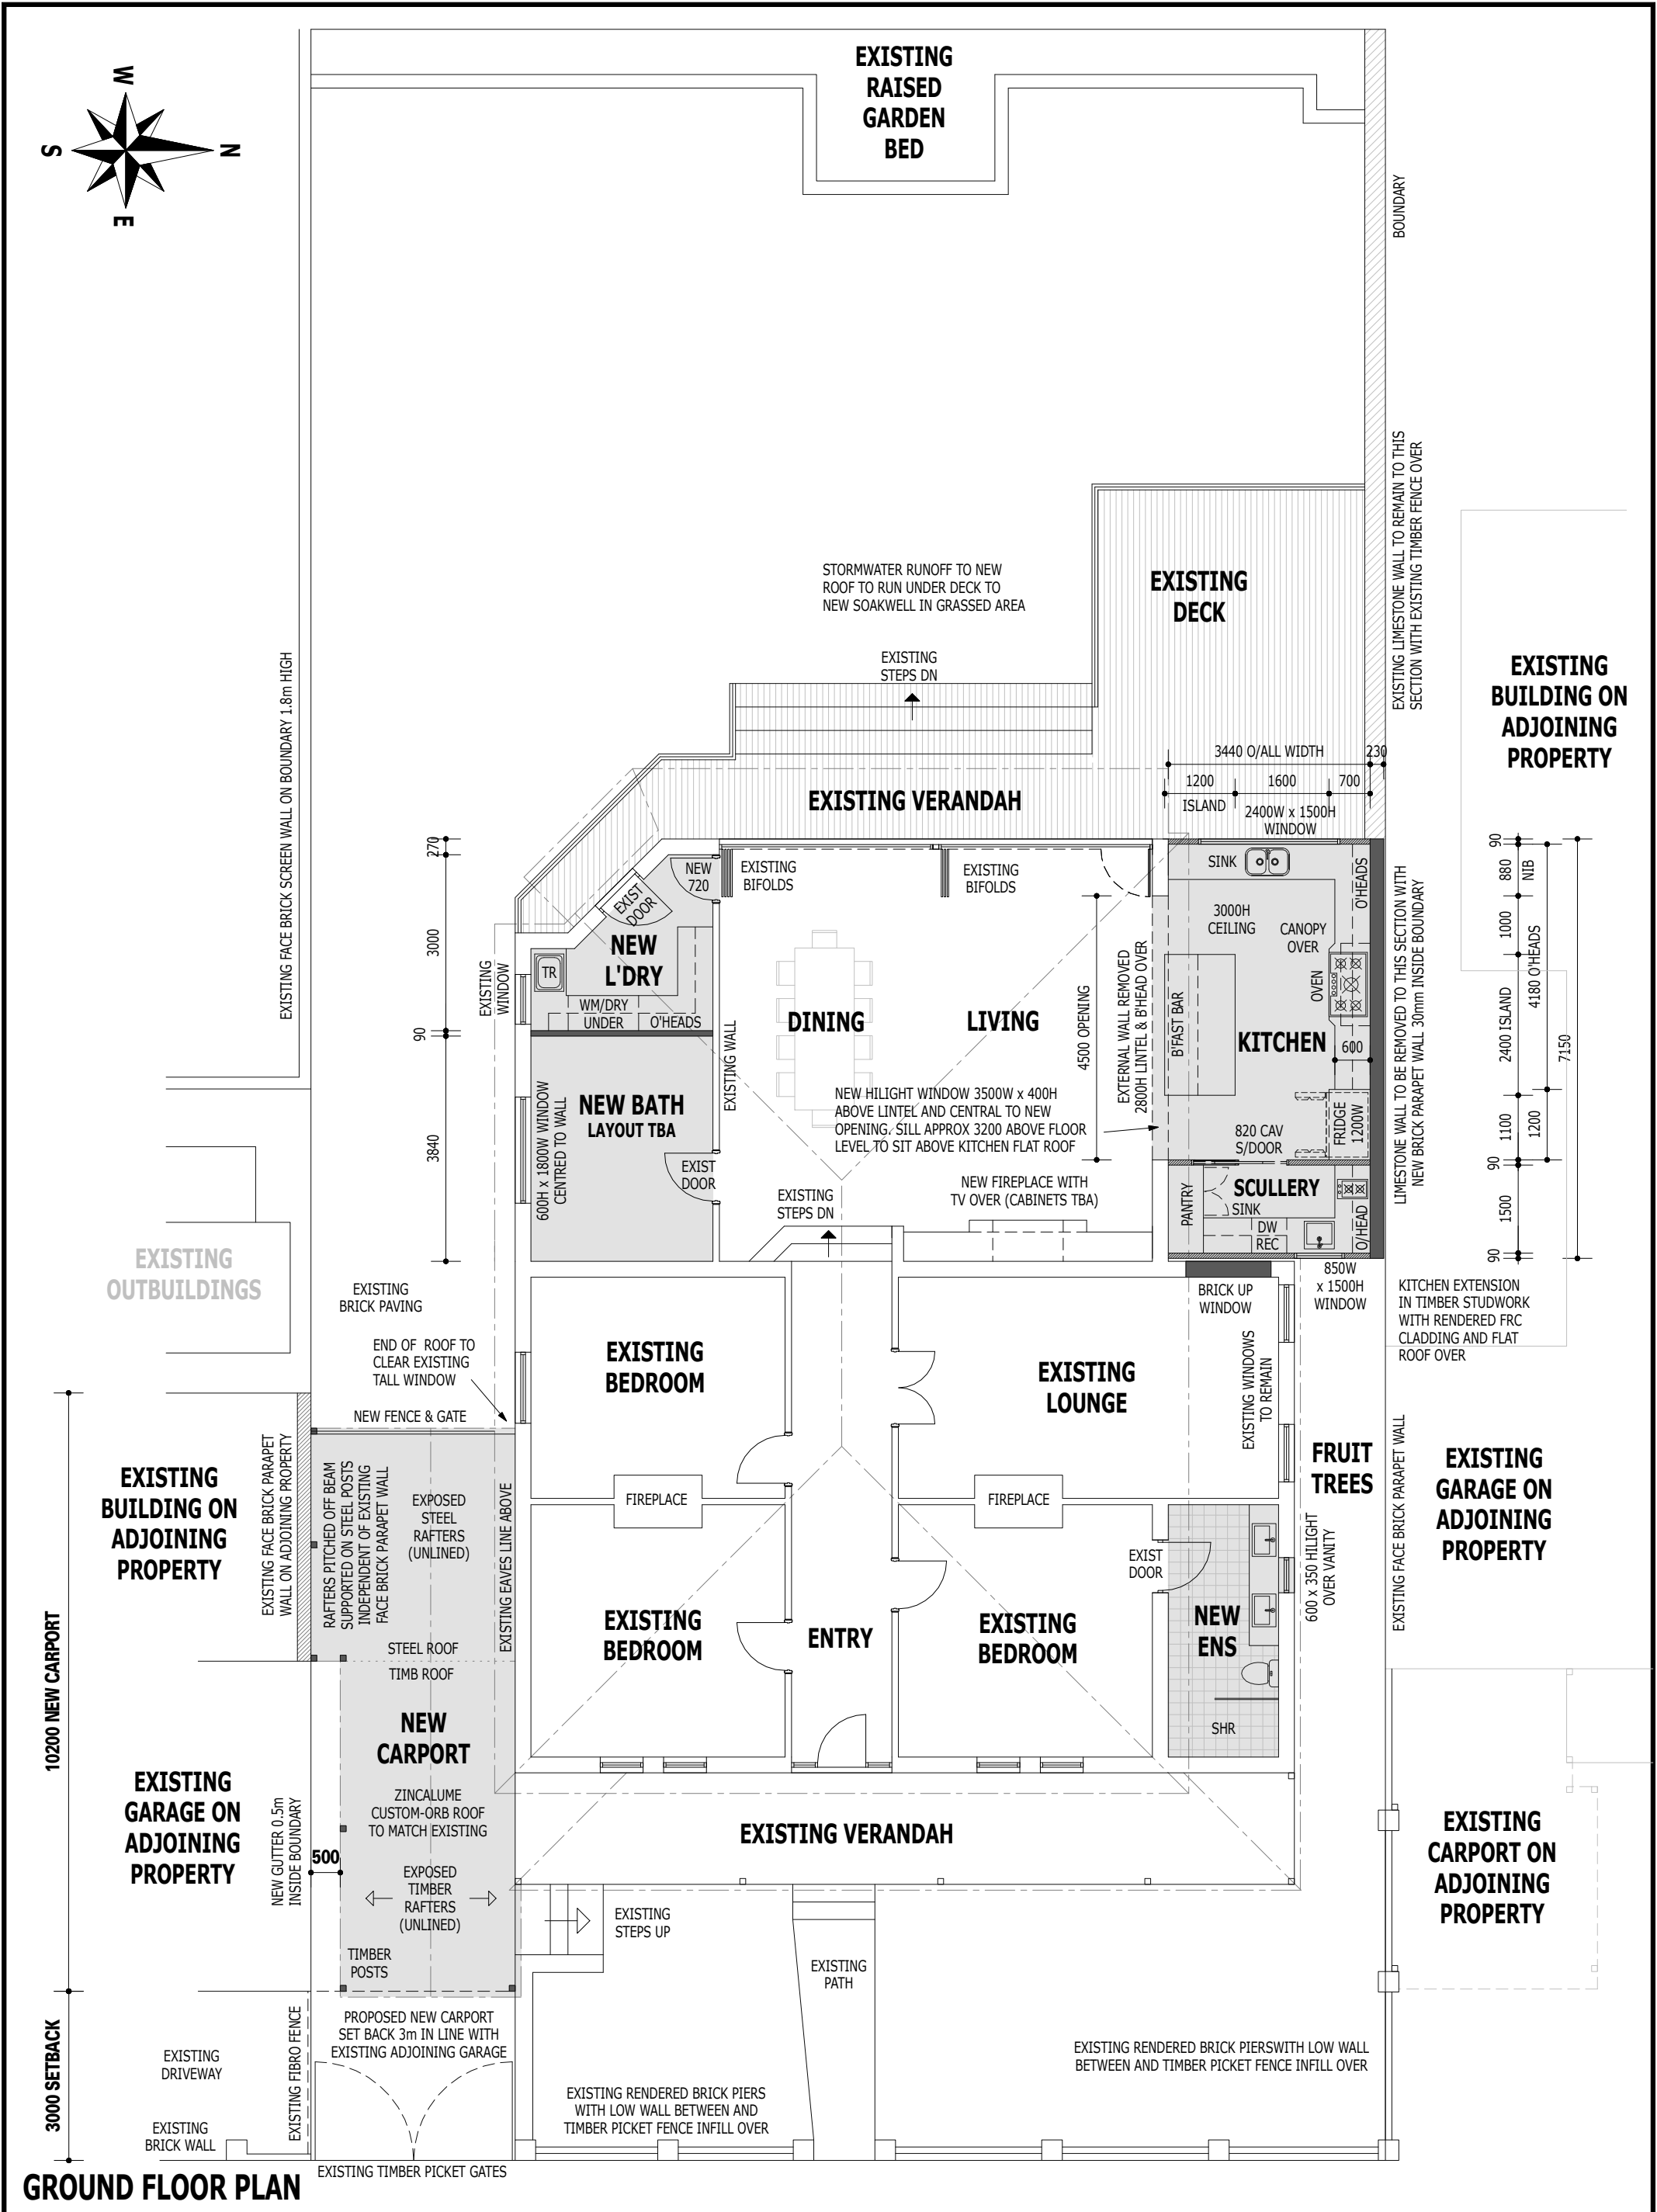 EXISTING
RAISED
GARDEN
BED
W
N
S
E
BOUNDARY
EXISTING LIMESTONE WALL TO REMAIN TO THIS
SECTION WITH EXISTING TIMBER FENCE OVER
STORMWATER RUNOFF TO NEW
ROOF TO RUN UNDER DECK TO
NEW SOAKWELL IN GRASSED AREA
EXISTING
DECK
EXISTING
STEPS DN
EXISTING FACE BRICK SCREEN WALL ON BOUNDARY 1.8m HIGH
EXISTING
BUILDING ON
ADJOINING
PROPERTY
3440 O/ALL WIDTH
230
1200
1600
700
ISLAND
2400W x 1500H
WINDOW
EXISTING VERANDAH
270
3000
90
3840
NEW
720
EXIST
DOOR
EXISTING
BIFOLDS
EXISTING
BIFOLDS
SINK
O'HEADS
3000H
CEILING
CANOPY
OVER
OVEN
NEW
L'DRY
TR
WM/DRY
UNDER
O'HEADS
EXISTING
WINDOW
EXISTING WALL
DINING
LIVING
4500 OPENING
EXTERNAL WALL REMOVED
2800H LINTEL & B'HEAD OVER
B'FAST BAR
KITCHEN
600
FRIDGE
1200W
820 CAV
S/DOOR
LIMESTONE WALL TO BE REMOVED TO THIS SECTION WITH
NEW BRICK PARAPET WALL 30mm INSIDE BOUNDARY
90
880
NIB
1000
4180 O'HEADS
2400 ISLAND
7150
1100
1200
90
1500
90
NEW BATH
LAYOUT TBA
600H x 1800W WINDOW
CENTRED TO WALL
EXIST
DOOR
NEW HILIGHT WINDOW 3500W x 400H
ABOVE LINTEL AND CENTRAL TO NEW
OPENING. SILL APPROX 3200 ABOVE FLOOR
LEVEL TO SIT ABOVE KITCHEN FLAT ROOF
EXISTING
STEPS DN
NEW FIREPLACE WITH
TV OVER (CABINETS TBA)
PANTRY
SCULLERY
SINK
DW
REC
O/HEAD
EXISTING
OUTBUILDINGS
EXISTING
BRICK PAVING
BRICK UP
WINDOW
850W
x 1500H
WINDOW
KITCHEN EXTENSION
IN TIMBER STUDWORK
WITH RENDERED FRC
CLADDING AND FLAT
ROOF OVER
END OF ROOF TO
CLEAR EXISTING
TALL WINDOW
NEW FENCE & GATE
EXISTING
BEDROOM
EXISTING
LOUNGE
EXISTING WINDOWS
TO REMAIN
FRUIT
TREES
EXISTING FACE BRICK PARAPET WALL
EXISTING
GARAGE ON
ADJOINING
PROPERTY
10200 NEW CARPORT
EXISTING
BUILDING ON
ADJOINING
PROPERTY
EXISTING FACE BRICK PARAPET
WALL ON ADJOINING PROPERTY
RAFTERS PITCHED OFF BEAM
SUPPORTED ON STEEL POSTS
INDEPENDENT OF EXISTING
FACE BRICK PARAPET WALL
EXPOSED
STEEL
RAFTERS
(UNLINED)
EXISTING EAVES LINE ABOVE
FIREPLACE
FIREPLACE
EXIST
DOOR
600 x 350 HILIGHT
OVER VANITY
STEEL ROOF
TIMB ROOF
EXISTING
BEDROOM
ENTRY
EXISTING
BEDROOM
NEW
ENS
SHR
NEW
CARPORT
EXISTING
GARAGE ON
ADJOINING
PROPERTY
NEW GUTTER 0.5m
INSIDE BOUNDARY
ZINCALUME
CUSTOM-ORB ROOF
TO MATCH EXISTING
500
EXPOSED
TIMBER
RAFTERS
(UNLINED)
TIMBER
POSTS
EXISTING VERANDAH
EXISTING
CARPORT ON
ADJOINING
PROPERTY
EXISTING
STEPS UP
EXISTING
PATH
3000 SETBACK
EXISTING
DRIVEWAY
EXISTING FIBRO FENCE
PROPOSED NEW CARPORT
SET BACK 3m IN LINE WITH
EXISTING ADJOINING GARAGE
EXISTING RENDERED BRICK PIERSWITH LOW WALL
BETWEEN AND TIMBER PICKET FENCE INFILL OVER
EXISTING RENDERED BRICK PIERS
WITH LOW WALL BETWEEN AND
TIMBER PICKET FENCE INFILL OVER
EXISTING
BRICK WALL
EXISTING TIMBER PICKET GATES
GROUND FLOOR PLAN